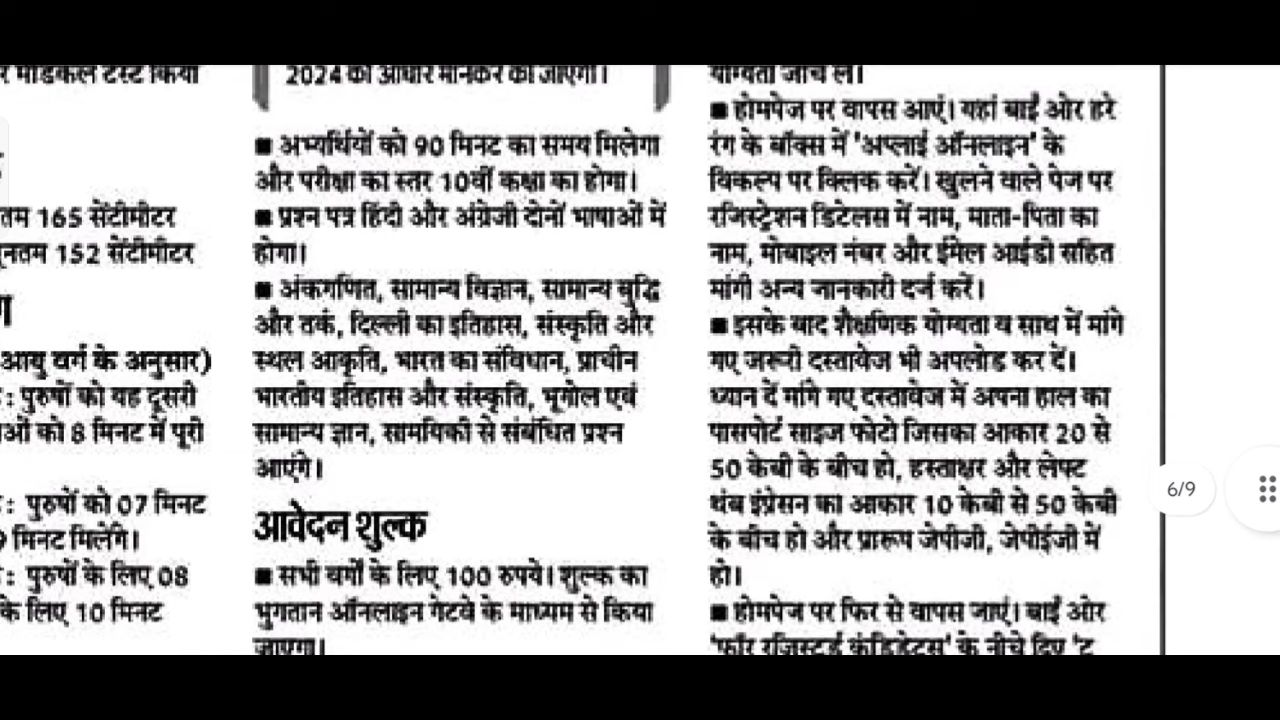 र मेडिकल टेस्ट किया
तम 165 सेंटीमीटर
नतम 152 सेंटीमीटर
आयु वर्ग के अनुसार)
: पुरुषों को यह दूसरी
ओं को 8 मिनट में पूरी
: पुरुषों को 07 मिनट
9 मिनट मिलेंगे।
: पुरुषों के लिए 08
के लिए 10 मिनट
2024 को आधार मानकर की जाएगी।
■ अभ्यर्थियों को 90 मिनट का समय मिलेगा
और परीक्षा का स्तर 10वीं कक्षा का होगा।
■ प्रश्न पत्र हिंदी और अंग्रेजी दोनों भाषाओं में
होगा।
■ अंकगणित, सामान्य विज्ञान, सामान्य बुद्धि
और तर्क, दिल्ली का इतिहास, संस्कृति और
स्थल आकृति, भारत का संविधान, प्राचीन
भारतीय इतिहास और संस्कृति, भूगोल एवं
सामान्य ज्ञान, सामयिकी से संबंधित प्रश्न
आएंगे।
आवेदन शुल्क
■ सभी वर्गों के लिए 100 रुपये। शुल्क का
भुगतान ऑनलाइन गेटवे के माध्यम से किया
जाएगा।
योग्यता जांच लें।
■ होमपेज पर वापस आएं। यहां बाईं ओर हरे
रंग के बॉक्स में 'अप्लाई ऑनलाइन' के
विकल्प पर क्लिक करें। खुलने वाले पेज पर
रजिस्ट्रेशन डिटेलस में नाम, माता-पिता का
नाम, मोबाइल नंबर और ईमेल आईडी सहित
मांगी अन्य जानकारी दर्ज करें।
■ इसके बाद शैक्षणिक योग्यता व साथ में मांगे
गए जरूरी दस्तावेज भी अपलोड कर दें।
ध्यान दें मांगे गए दस्तावेज में अपना हाल का
पासपोर्ट साइज फोटो जिसका आकार 20 से
50 केबी के बीच हो, हस्ताक्षर और लेफ्ट
थंब इंप्रेसन का आकार 10 केबी से 50 केबी
के बीच हो और प्रारूप जेपीजी, जेपीईजी में
हो।
■ होमपेज पर फिर से वापस जाएं। बाईं ओर
'फॉर रजिस्टर्ड कंडिडेट्स' के नीचे दिए 'ट
6/9